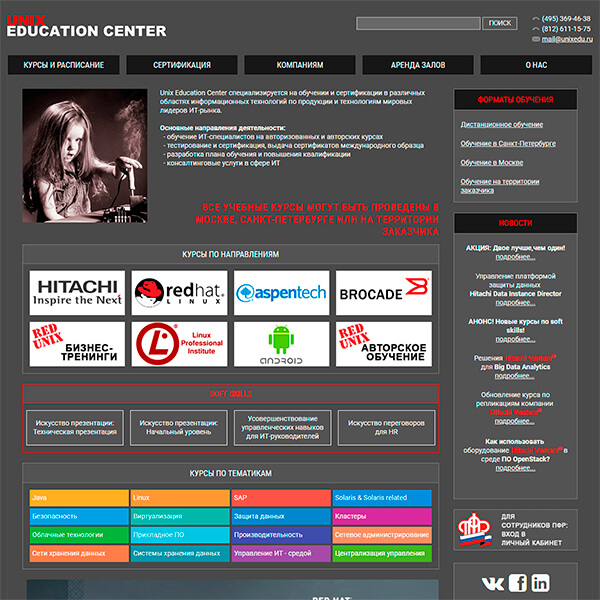 UNIX
EDUCATION CENTER
ПОИСК
(495) 369-46-38
(812) 611-15-75
mail@unixedu.ru
КУРСЫ И РАСПИСАНИЕ
СЕРТИФИКАЦИЯ
КОМПАНИЯМ
АРЕНДА ЗАЛОВ
О НАС
Unix Education Center специализируется на обучении и сертификации в различных
областях информационных технологий по продукции и технологиям мировых
лидеров ИТ-рынка.
Основные направления деятельности:
- обучение ИТ-специалистов на авторизованных и авторских курсах
- тестирование и сертификация, выдача сертификатов международного образца
- разработка плана обучения и повышения квалификации
- консалтинговые услуги в сфере ИТ
ВСЕ УЧЕБНЫЕ КУРСЫ МОГУТ БЫТЬ ПРОВЕДЕНЫ В
МОСКВЕ, САНКТ-ПЕТЕРБУРГЕ ИЛИ НА ТЕРРИТОРИИ
ЗАКАЗЧИКА
КУРСЫ ПО НАПРАВЛЕНИЯМ
HITACHI
Inspire the Next
redhat
LINUX
aspentech
BROCADE
RED
UNIX
БИЗНЕС-
ТРЕНИНГИ
Linux
Professional
Institute
ANDROID
RED
UNIX
АВТОРСКОЕ
ОБУЧЕНИЕ
SOFT SKILLS
Искусство презентации:
Техническая презентация
Искусство презентации:
Начальный уровень
Усовершенствование
управленческих навыков
для ИТ-руководителей
Искусство переговоров
для HR
КУРСЫ ПО ТЕМАТИКАМ
Java
Linux
SAP
Solaris & Solaris related
Безопасность
Виртуализация
Защита данных
Кластеры
Облачные технологии
Прикладное ПО
Производительность
Сетевое администрирование
Сети хранения данных
Системы хранения данных
Управление ИТ - средой
Централизация управления
RED HAT
ФОРМАТЫ ОБУЧЕНИЯ
Дистанционное обучение
Обучение в Санкт-Петербурге
Обучение в Москве
Обучение на территории
заказчика
НОВОСТИ
АКЦИЯ: Двое лучше,чем один!
подробнее...
Управление платформой
защиты данных
Hitachi Data Instance Director
подробнее...
АНОНС! Новые курсы по soft
skills!
подробнее...
Решения Hitachi Vantara
для Big Data Analytics
подробнее...
Обновление курса по
репликациям компании
Hitachi Vantara
подробнее...
Как использовать
оборудование Hitachi Vantara в
среде ПО OpenStack?
подробнее...
ДЛЯ
СОТРУДНИКОВ ПФР:
ВХОД В
ЛИЧНЫЙ КАБИНЕТ